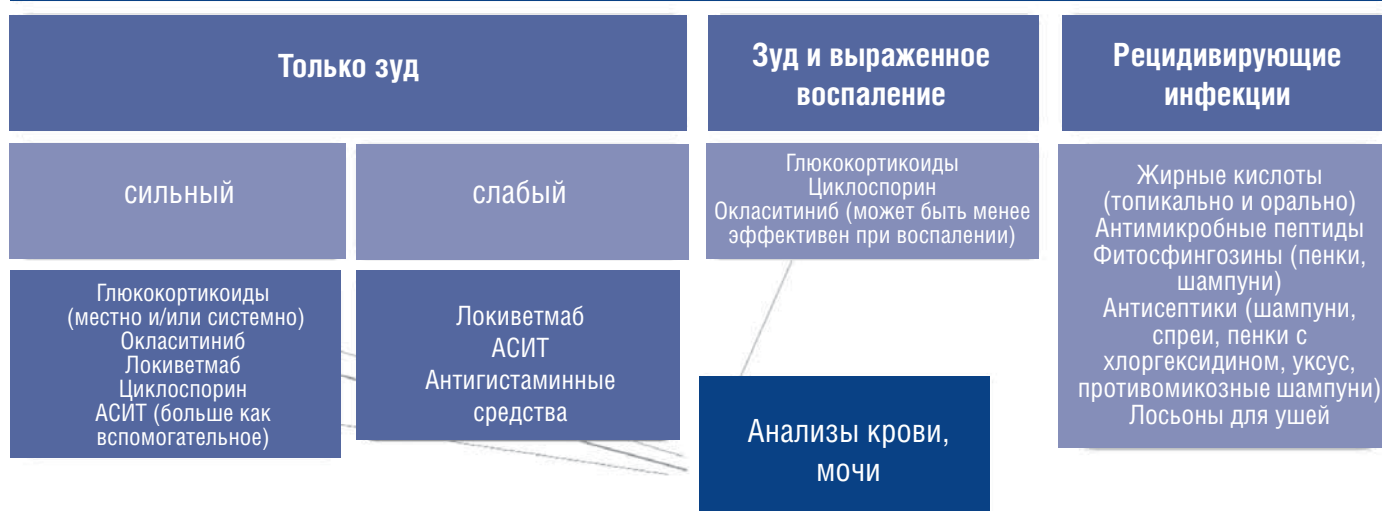 Только зуд
сильный
слабый
Глюкокортикоиды
(местно и/или системно)
Окласитиниб
Локиветмаб
Циклоспорин
АСИТ (больше как
вспомогательное)
Локиветмаб
АСИТ
Антигистаминные
средства
Зуд и выраженное
воспаление
Глюкокортикоиды
Циклоспорин
Окласитиниб (может быть менее
эффективен при воспалении)
Анализы крови,
мочи
Рецидивирующие
инфекции
Жирные кислоты
(топикально и орально)
Антимикробные пептиды
Фитосфингозины (пенки,
шампуни)
Антисептики (шампуни,
спреи, пенки с
хлоргексидином, уксус,
противомикозные шампуни)
Лосьоны для ушей